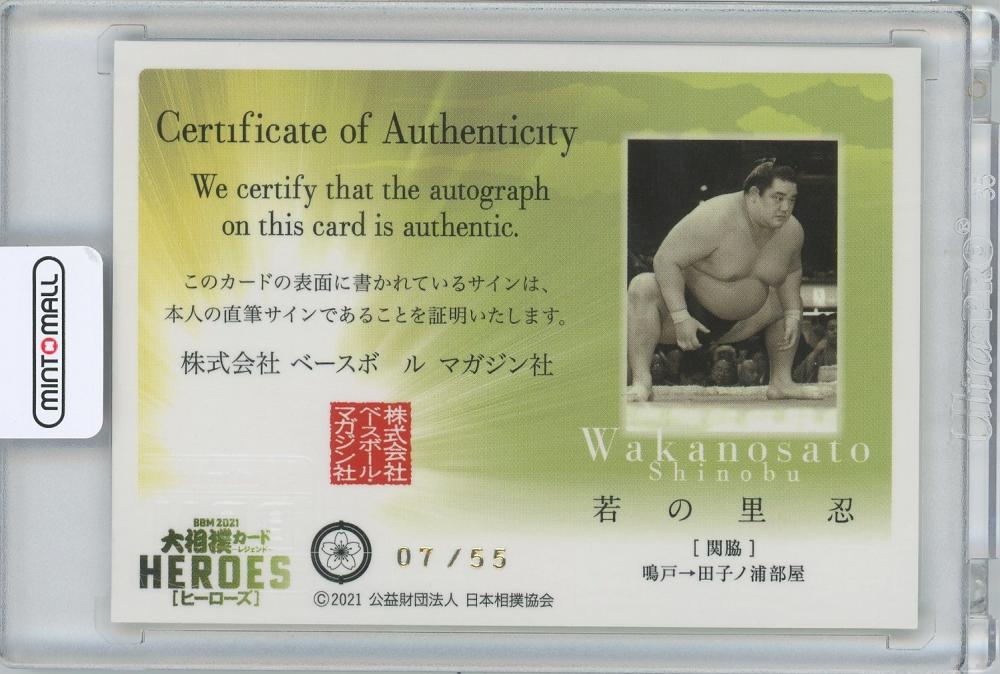 Certificate of Authenticity
We certify that the autograph
on this card is authentic.
このカードの表面に書かれているサインは、
本人の直筆サインであることを証明いたします。
株式会社 ベースボ ル マガジン社
株式会社
ベースボール・
マガジン社
Wakanosato
Shinobu
若の里 忍
[ 関脇 ]
鳴戸→田子ノ浦部屋
BBM 2021
大相撲カード
-レジェンド-
HEROES
[ヒーローズ]
07/55
©2021 公益財団法人 日本相撲協会
MINTOMALL
UltraPRO®
35